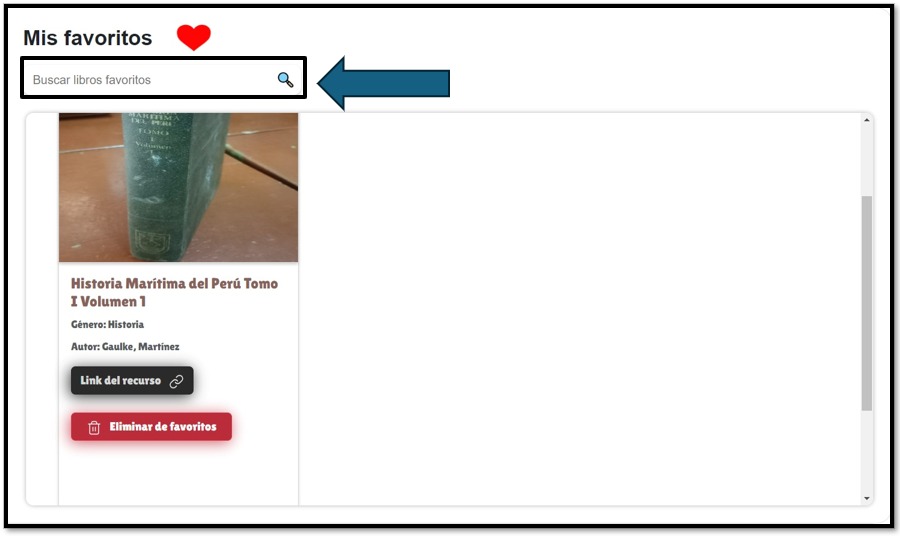 Mis favoritos
Buscar libros favoritos
MARÍTIMA
DEL PERÚ
TOMO
I
Volumen
Historia Marítima del Perú Tomo
I Volumen 1
Género: Historia
Autor: Gaulke, Martínez
Link del recurso
Eliminar de favoritos